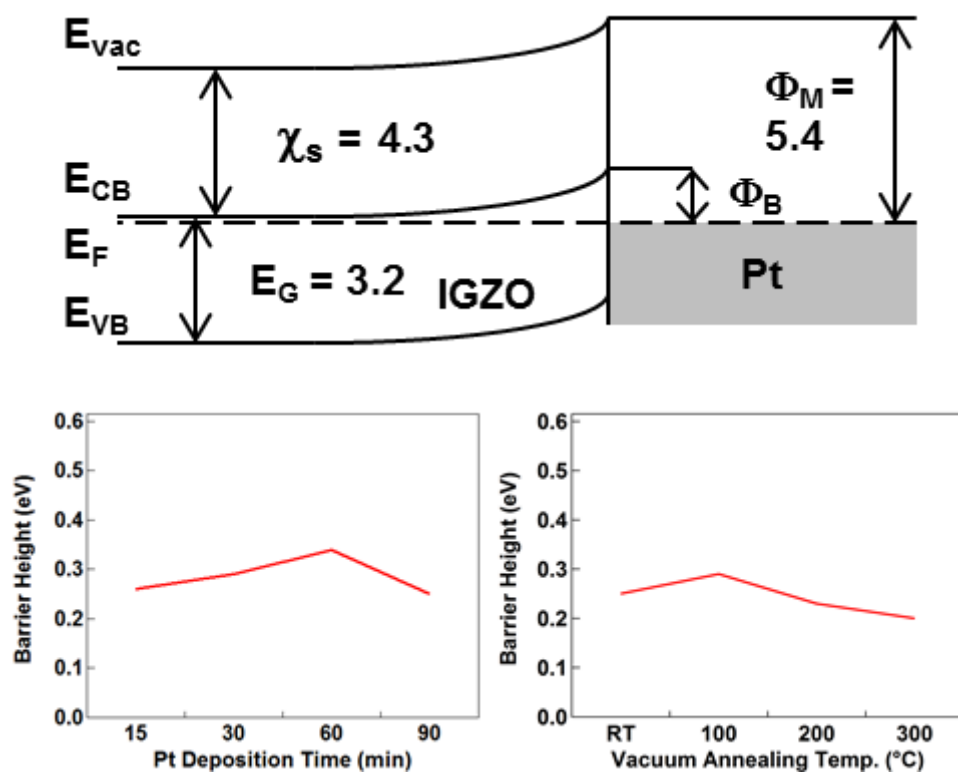 Evac
ΦM =
5.4
χs = 4.3
ECB
ΦB
EF
EG = 3.2
IGZO
Pt
EVB
0.6
0.5
0.4
0.3
0.2
0.1
0.0
Barrier Height (eV)
15 30 60 90
Pt Deposition Time (min)
0.6
0.5
0.4
0.3
0.2
0.1
0.0
Barrier Height (eV)
RT 100 200 300
Vacuum Annealing Temp. (°C)